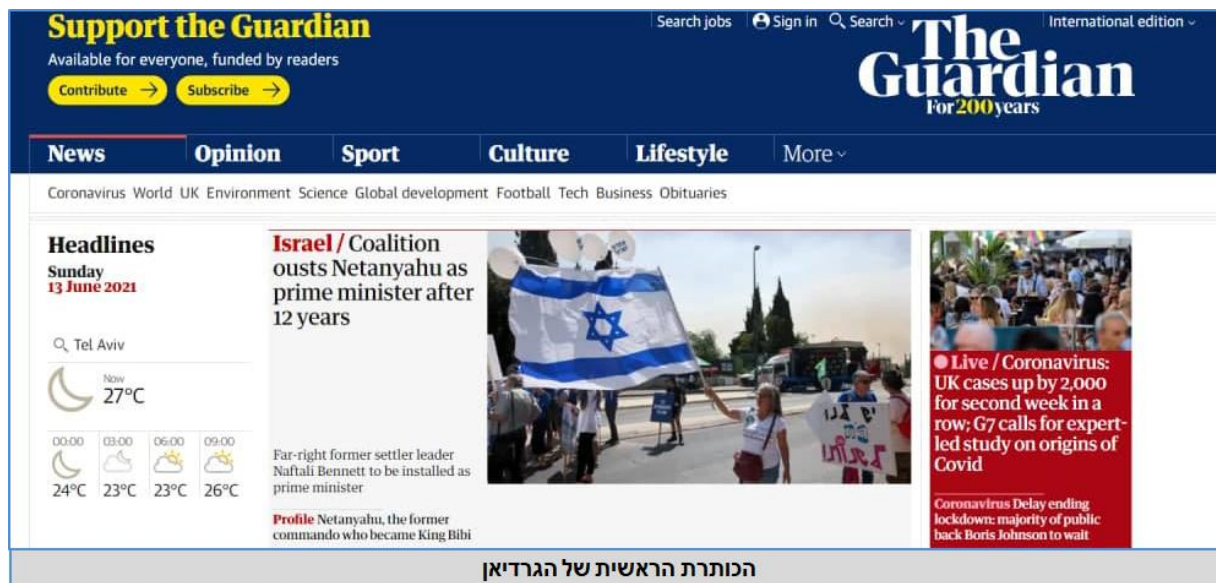 Support the Guardian
Available for everyone, funded by readers
Contribute →
Subscribe →
Search jobs
Sign in
Search
International edition
The
Guardian
For 200 years
News Opinion Sport Culture Lifestyle More
Coronavirus World UK Environment Science Global development Football Tech Business Obituaries
Headlines
Sunday
13 June 2021
Tel Aviv
Now
27°C
00:00 03:00 06:00 09:00
24°C 23°C 23°C 26°C
Israel / Coalition
ousts Netanyahu as
prime minister after
12 years
Far-right former settler leader
Naftali Bennett to be installed as
prime minister
Profile Netanyahu, the former
commando who became King Bibi
Live / Coronavirus:
UK cases up by 2,000
for second week in a
row; G7 calls for expert-
led study on origins of
Covid
Coronavirus Delay ending
lockdown: majority of public
back Boris Johnson to wait
הכותרת הראשית של הגרדיאן